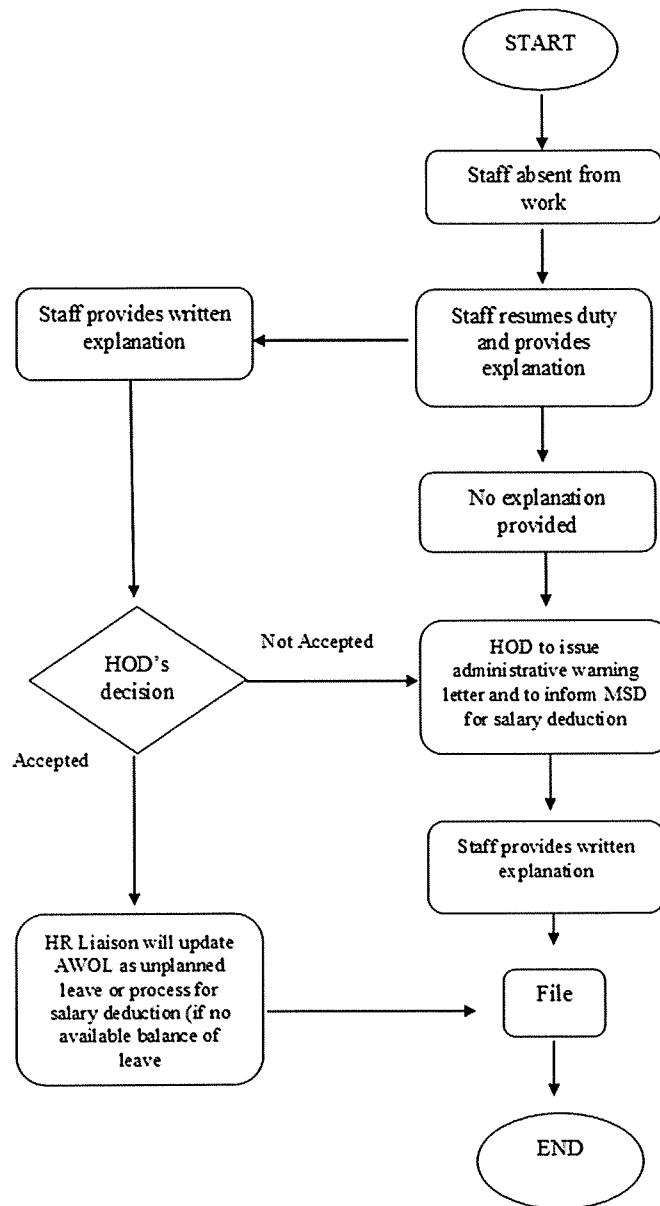 START
Staff absent from
work
Staff provides written
explanation
Staff resumes duty
and provides
explanation
No explanation
provided
HOD's
decision
Not Accepted
HOD to issue
administrative warning
letter and to inform MSD
for salary deduction
Accepted
Staff provides written
explanation
HR Liaison will update
AWOL as unplanned
leave or process for
salary deduction (if no
available balance of
leave
File
END